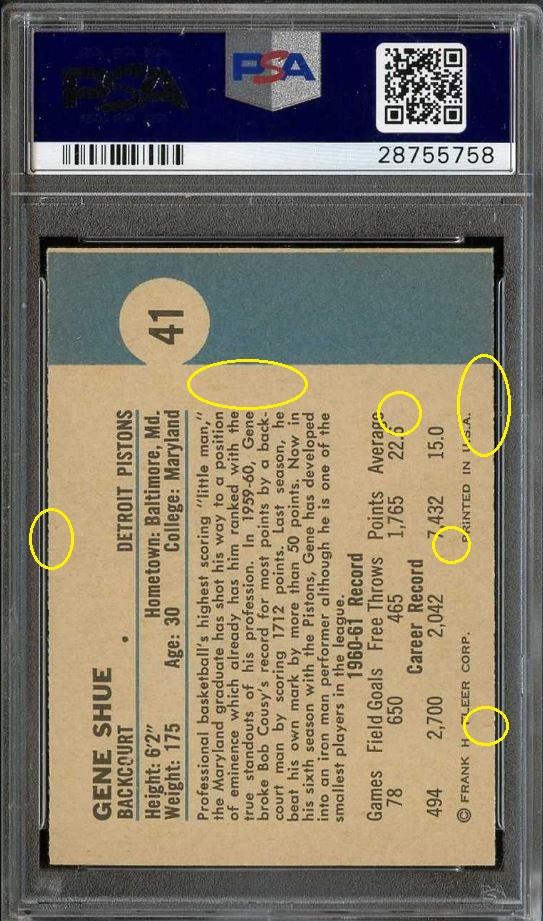 PSA
PSA
28755758
41
GENE SHUE
BACKCOURT DETROIT PISTONS
Height: 6'2" Hometown: Baltimore, Md.
Weight: 175 Age: 30 College: Maryland
Professional basketball's highest scoring "little man,"
the Maryland graduate has shot his way to a position
of eminence which already has him ranked with the
true standouts of his profession. In 1959-60, Gene
broke Bob Cousy's record for most points by a back-
court man by scoring 1712 points. Last season, he
beat his own mark by more than 50 points. Now in
his sixth season with the Pistons, Gene has developed
into an iron man performer although he is one of the
smallest players in the league.
1960-61 Record
Games Field Goals Free Throws Points Average
78 650 465 1,765 22.6
Career Record
494 2,700 2,042 7,432 15.0
© FRANK H. FLEER CORP. PRINTED IN U.S.A.